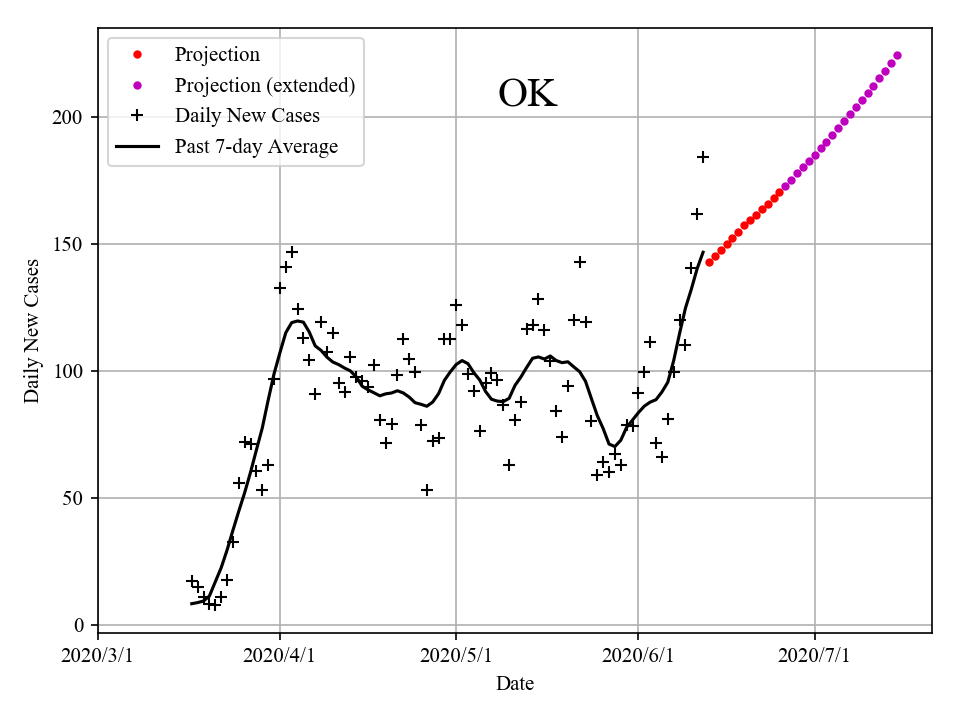 Projection
Projection (extended)
Daily New Cases
Past 7-day Average
OK
200
150
100
50
0
Daily New Cases
2020/3/1 2020/4/1 2020/5/1 2020/6/1 2020/7/1
Date